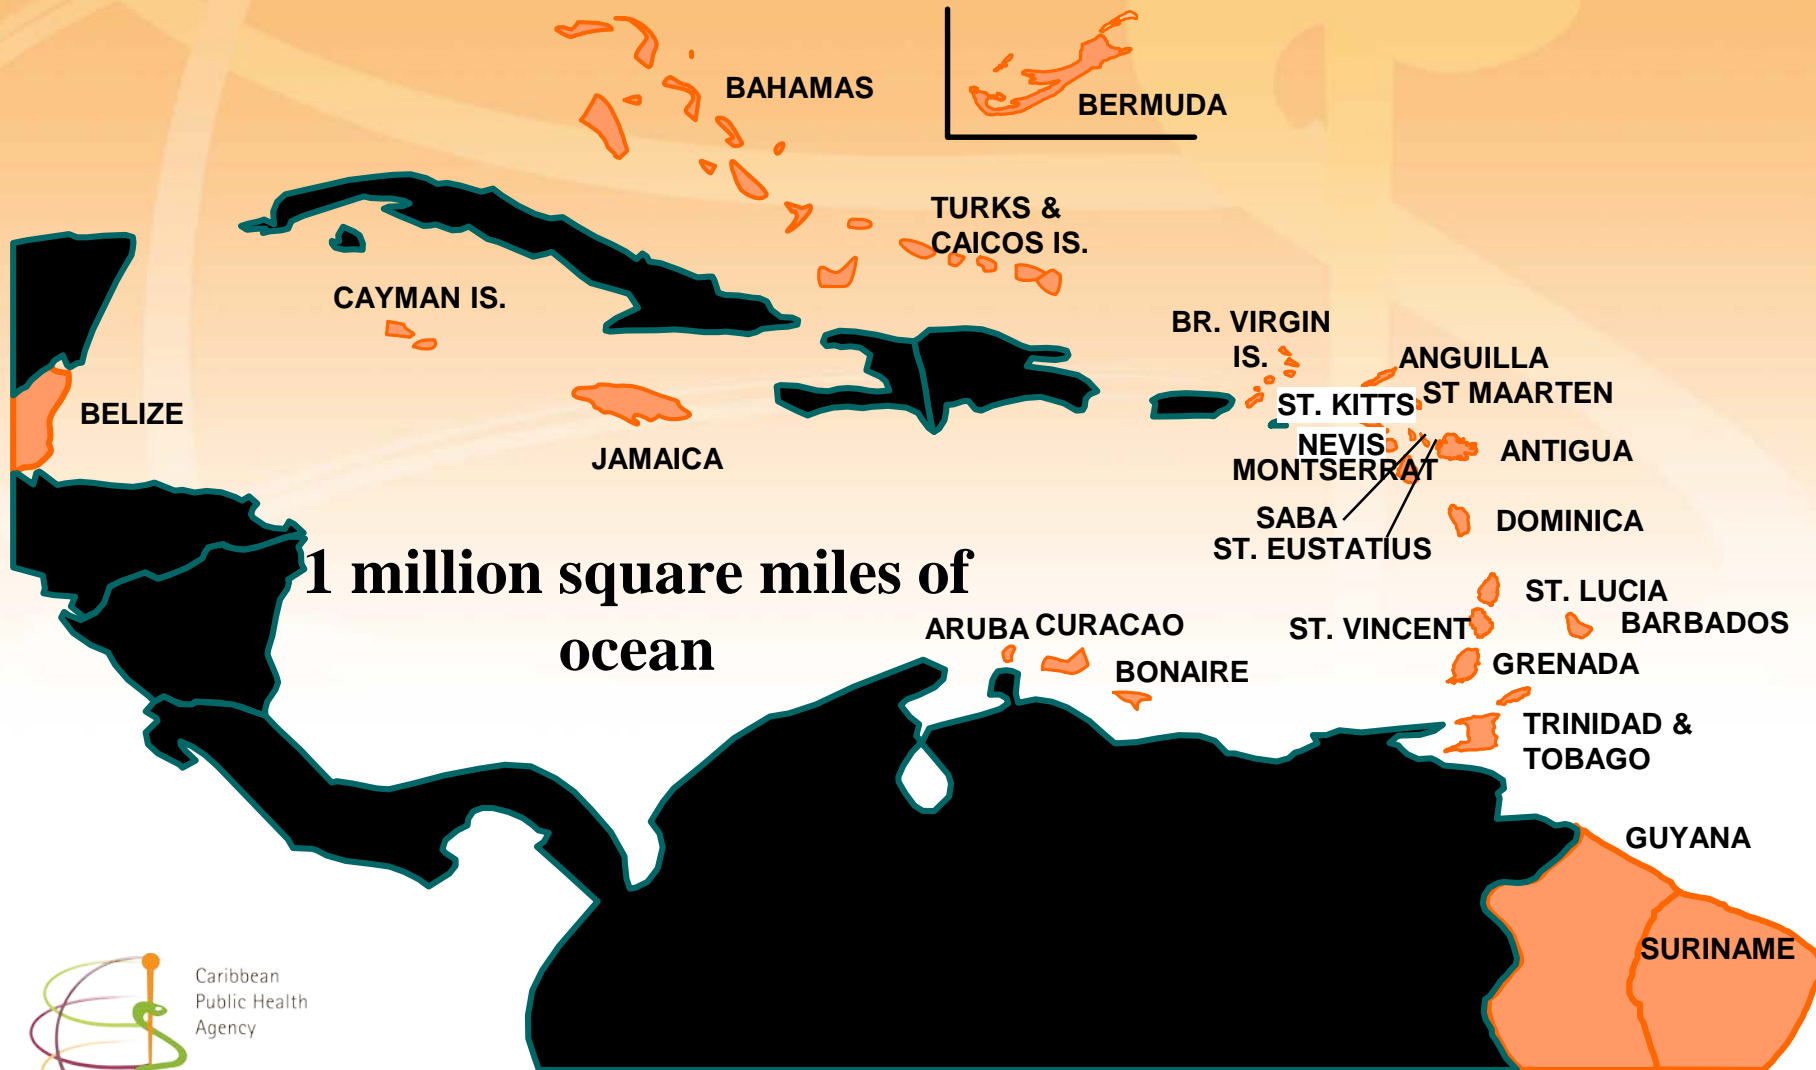 BAHAMAS
BERMUDA
TURKS &
CAICOS IS.
CAYMAN IS.
BR. VIRGIN
IS.
ANGUILLA
ST MAARTEN
ST. KITTS
BELIZE
NEVIS
ANTIGUA
JAMAICA
MONTSERRAT
SABA
DOMINICA
ST. EUSTATIUS
1 million square miles of
ocean
ST. LUCIA
ARUBA
CURACAO
ST. VINCENT
BARBADOS
BONAIRE
GRENADA
TRINIDAD &
TOBAGO
GUYANA
SURINAME
Caribbean
Public Health
Agency